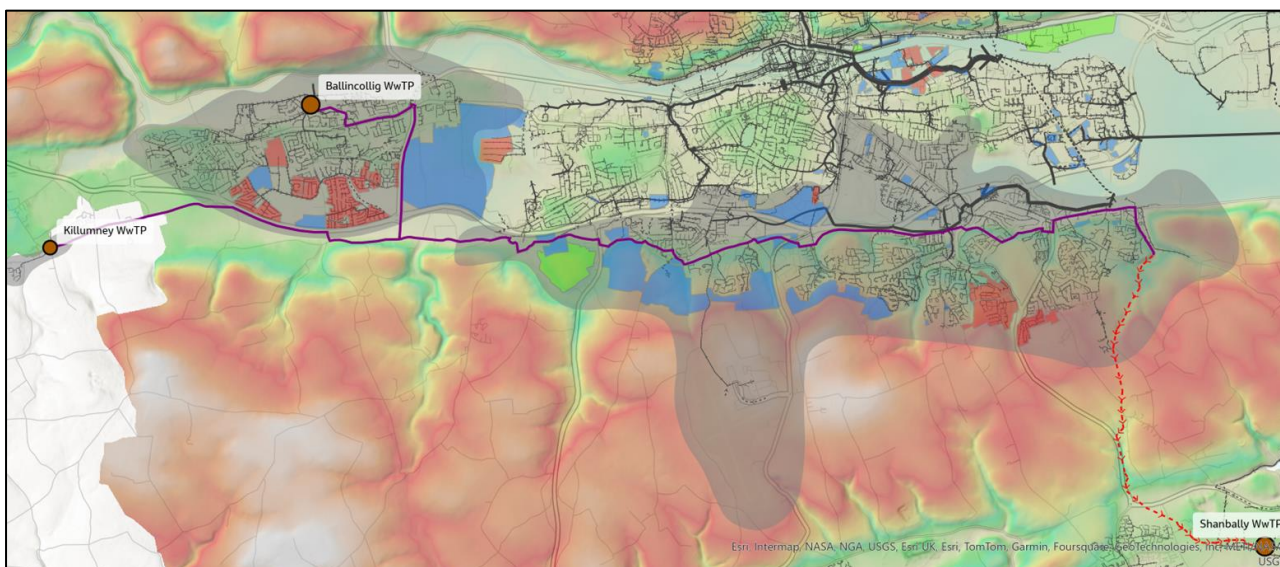 Ballincollig WwTP
Killumney WwTP
Shanbally WwTP
Esri, Intermap, NASA, NGA, USGS, Esri UK, Esri, TomTom, Garmin, Foursquare, GeoTechnologies, Inc, METI/
USG